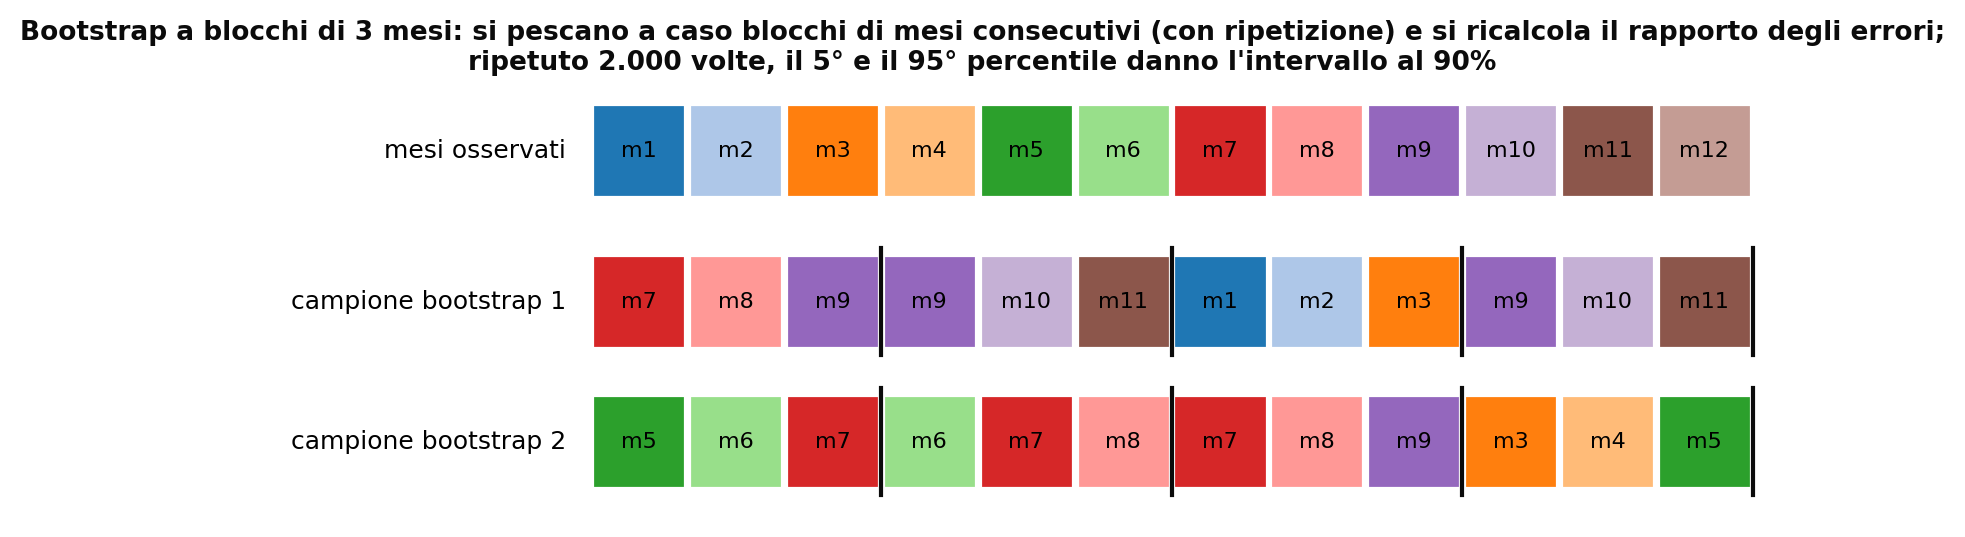 Bootstrap a blocchi di 3 mesi: si pescano a caso blocchi di mesi consecutivi (con ripetizione) e si ricalcola il rapporto degli errori;
ripetuto 2.000 volte, il 5° e il 95° percentile danno l'intervallo al 90%
mesi osservati m1 m2 m3 m4 m5 m6 m7 m8 m9 m10 m11 m12
campione bootstrap 1 m7 m8 m9 m9 m10 m11 m1 m2 m3 m9 m10 m11
campione bootstrap 2 m5 m6 m7 m6 m7 m8 m7 m8 m9 m3 m4 m5